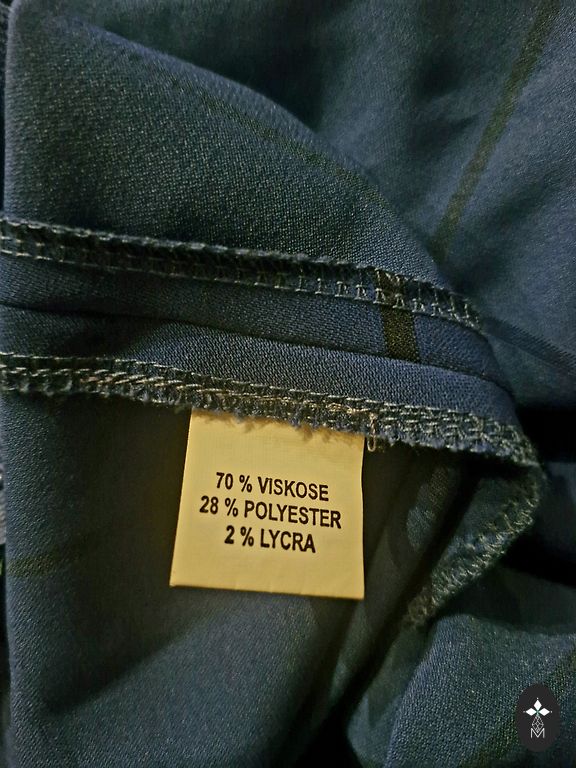 70 % VISKOSE
28 % POLYESTER
2 % LYCRA